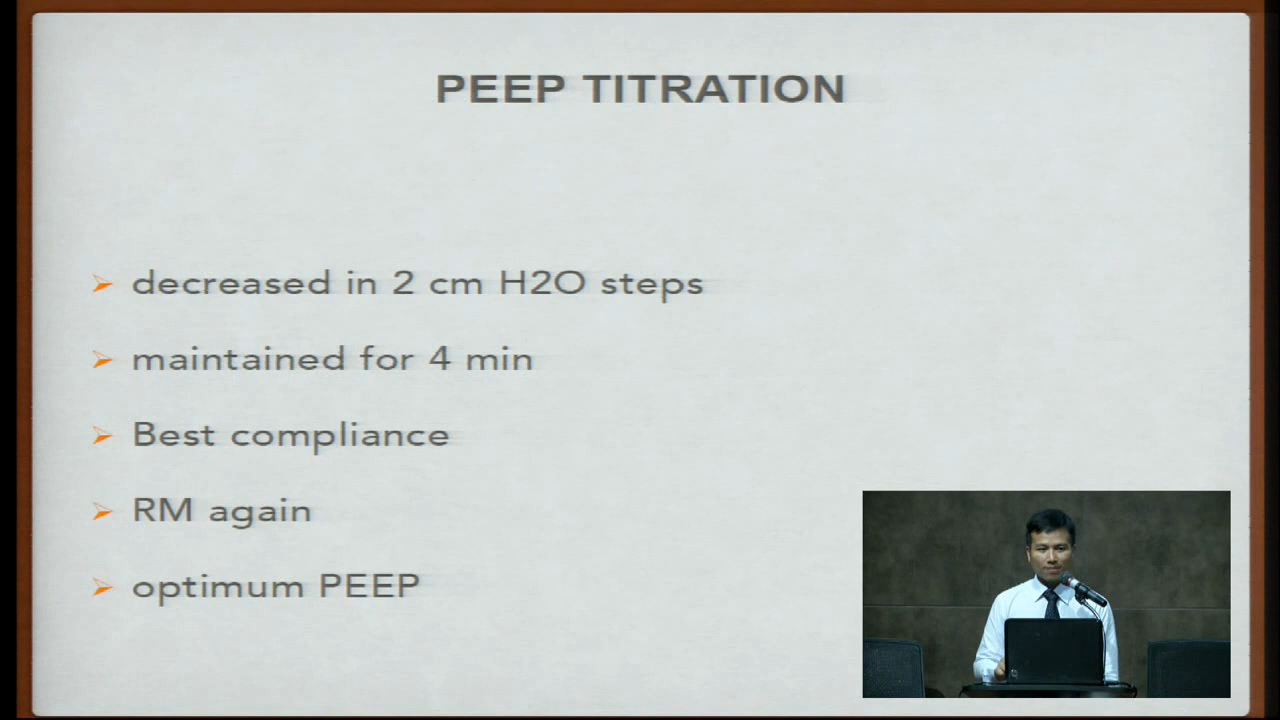 PEEP TITRATION
decreased in 2 cm H2O steps
maintained for 4 min
Best compliance
RM again
optimum PEEP